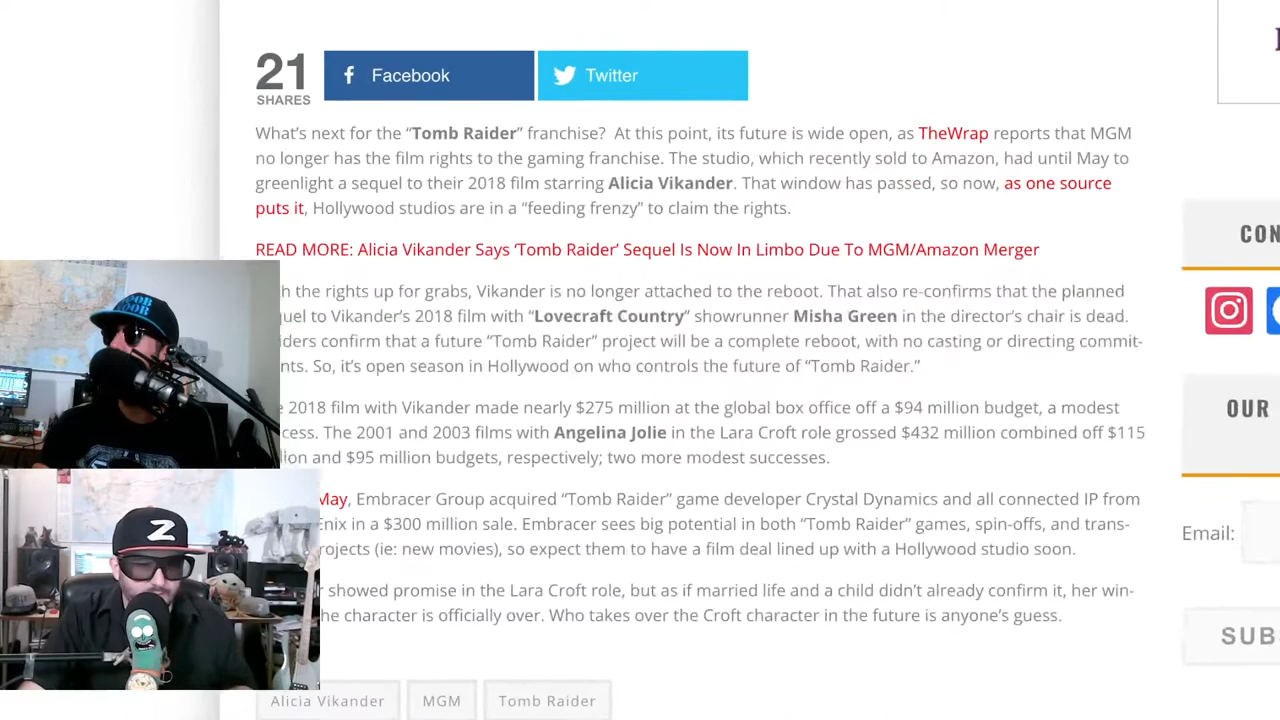 21
SHARES
Facebook
Twitter
What's next for the “Tomb Raider” franchise? At this point, its future is wide open, as TheWrap reports that MGM
no longer has the film rights to the gaming franchise. The studio, which recently sold to Amazon, had until May to
greenlight a sequel to their 2018 film starring Alicia Vikander. That window has passed, so now, as one source
puts it, Hollywood studios are in a “feeding frenzy” to claim the rights.
READ MORE: Alicia Vikander Says ‘Tomb Raider’ Sequel Is Now In Limbo Due To MGM/Amazon Merger
h the rights up for grabs, Vikander is no longer attached to the reboot. That also re-confirms that the planned
quel to Vikander's 2018 film with “Lovecraft Country” showrunner Misha Green in the director's chair is dead.
iders confirm that a future “Tomb Raider” project will be a complete reboot, with no casting or directing commit-
nts. So, it's open season in Hollywood on who controls the future of “Tomb Raider.”
e 2018 film with Vikander made nearly $275 million at the global box office off a $94 million budget, a modest
cess. The 2001 and 2003 films with Angelina Jolie in the Lara Croft role grossed $432 million combined off $115
lion and $95 million budgets, respectively; two more modest successes.
May, Embracer Group acquired “Tomb Raider” game developer Crystal Dynamics and all connected IP from
Enix in a $300 million sale. Embracer sees big potential in both “Tomb Raider” games, spin-offs, and trans-
rojects (ie: new movies), so expect them to have a film deal lined up with a Hollywood studio soon.
r showed promise in the Lara Croft role, but as if married life and a child didn't already confirm it, her win-
he character is officially over. Who takes over the Croft character in the future is anyone's guess.
Alicia Vikander
MGM
Tomb Raider
CON
OUR
Email:
SUB
Z